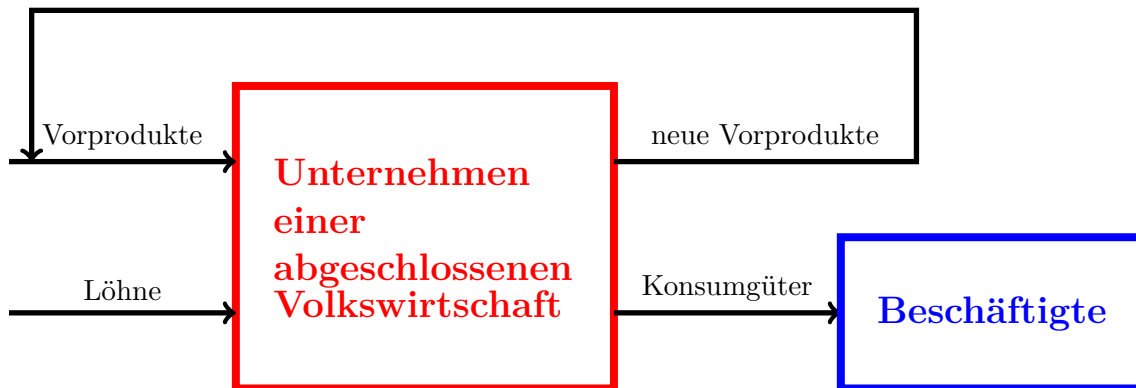 Vorprodukte
neue Vorprodukte
Unternehmen
einer
abgeschlossenen
Volkswirtschaft
Löhne
Konsumgüter
Beschäftigte